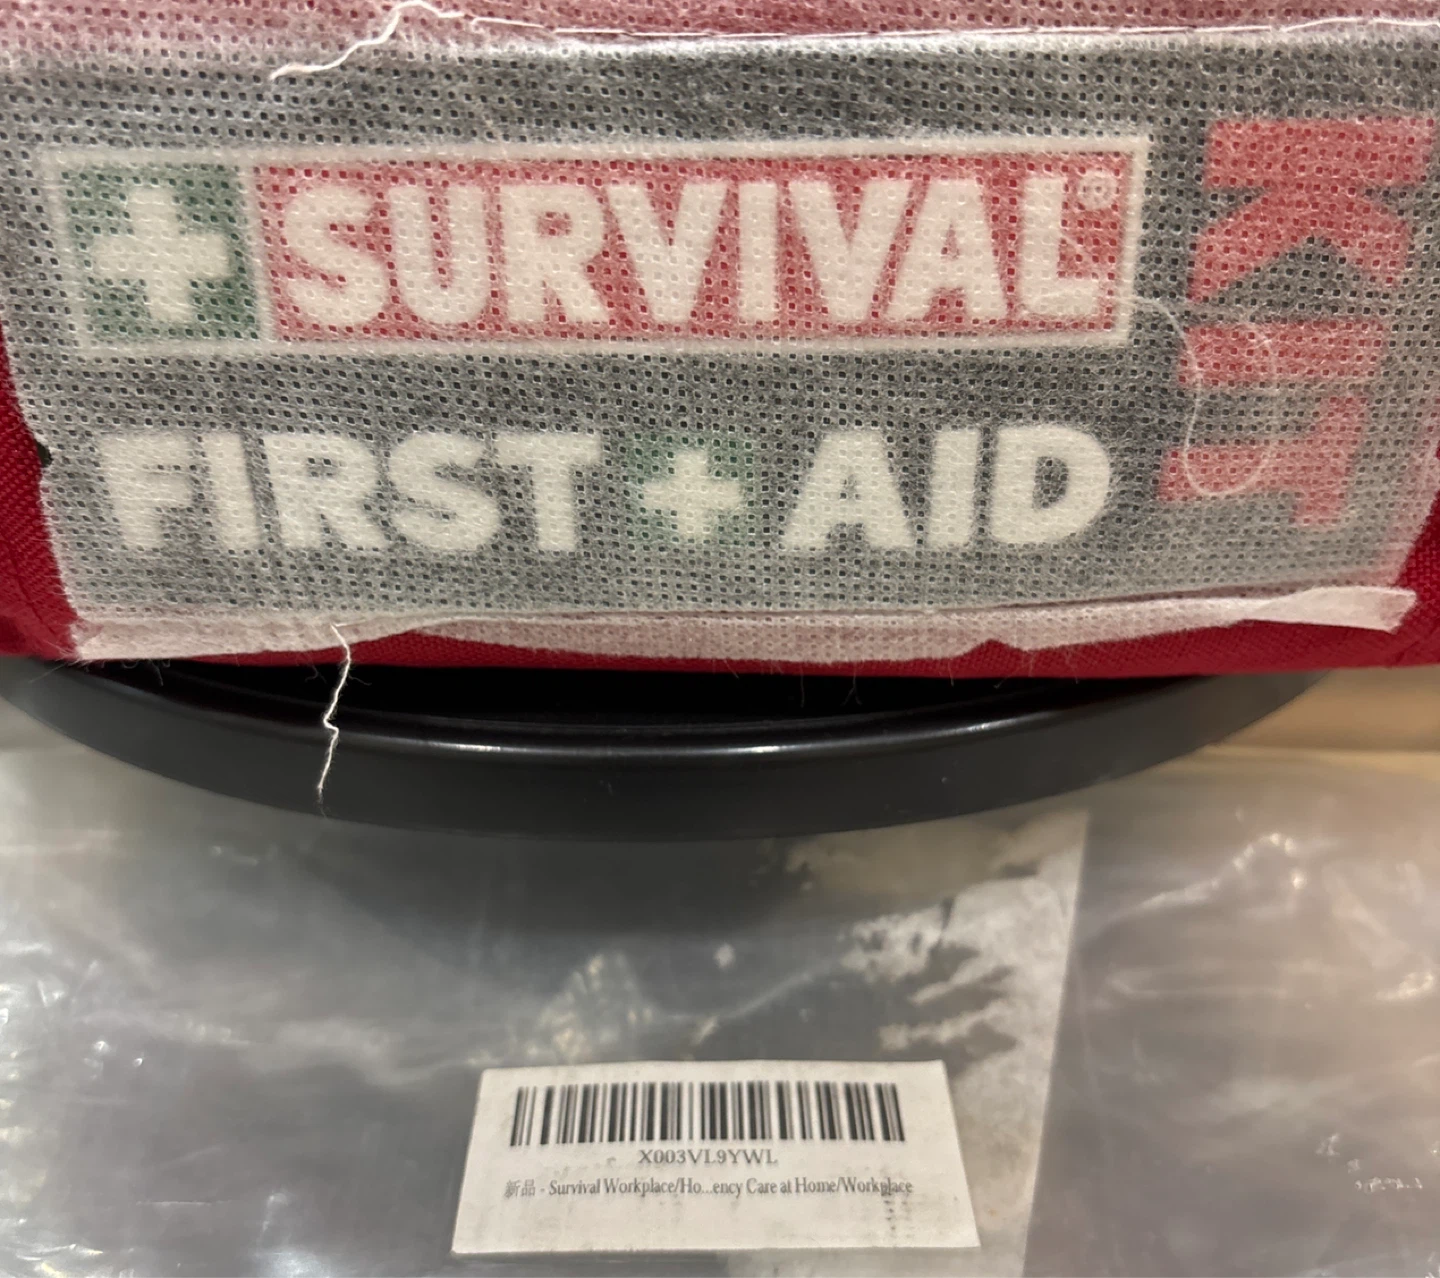 SURVIVAL®
FIRST AID
KIT
X003VL9YWL
新品 - Survival Workplace/Ho...ency Care at Home/Workplace